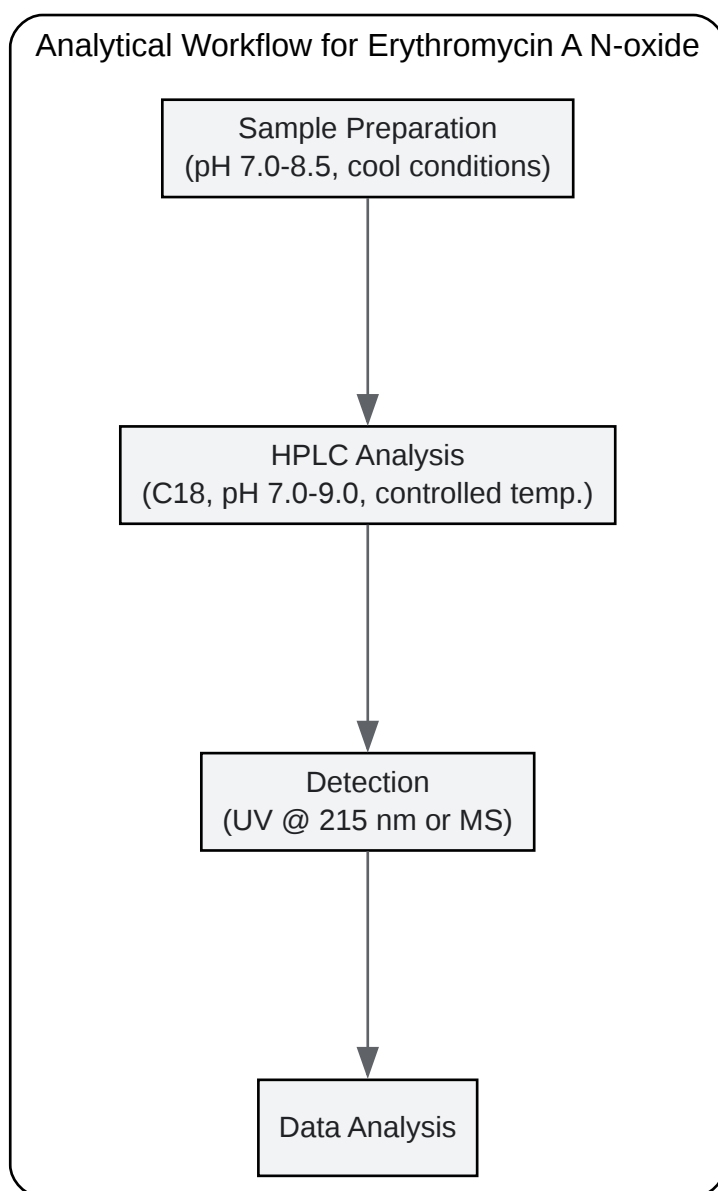 Analytical Workflow for Erythromycin A N-oxide
Sample Preparation
(pH 7.0-8.5, cool conditions)
HPLC Analysis
(C18, pH 7.0-9.0, controlled temp.)
Detection
(UV @ 215 nm or MS)
Data Analysis